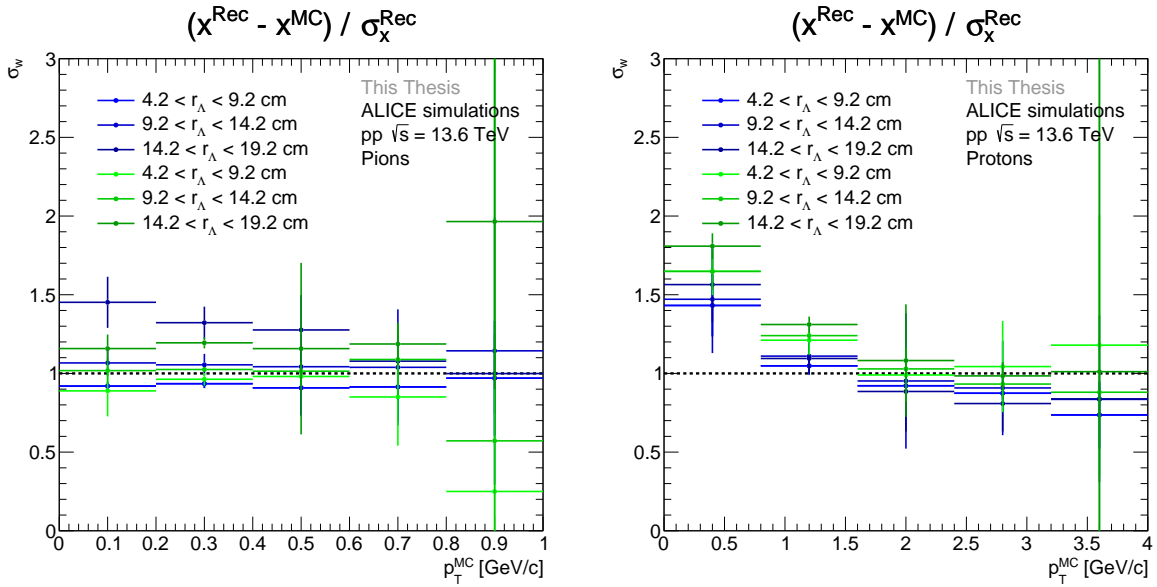 (x^Rec - x^MC) / σ_x^Rec
σ_w
3
2.5
2
1.5
1
0.5
0
This Thesis
ALICE simulations
pp √s = 13.6 TeV
Pions
4.2 < r_Λ < 9.2 cm
9.2 < r_Λ < 14.2 cm
14.2 < r_Λ < 19.2 cm
4.2 < r_Λ < 9.2 cm
9.2 < r_Λ < 14.2 cm
14.2 < r_Λ < 19.2 cm
0 0.1 0.2 0.3 0.4 0.5 0.6 0.7 0.8 0.9 1
p_T^MC [GeV/c]
(x^Rec - x^MC) / σ_x^Rec
σ_w
3
2.5
2
1.5
1
0.5
0
This Thesis
ALICE simulations
pp √s = 13.6 TeV
Protons
4.2 < r_Λ < 9.2 cm
9.2 < r_Λ < 14.2 cm
14.2 < r_Λ < 19.2 cm
4.2 < r_Λ < 9.2 cm
9.2 < r_Λ < 14.2 cm
14.2 < r_Λ < 19.2 cm
0 0.5 1 1.5 2 2.5 3 3.5 4
p_T^MC [GeV/c]